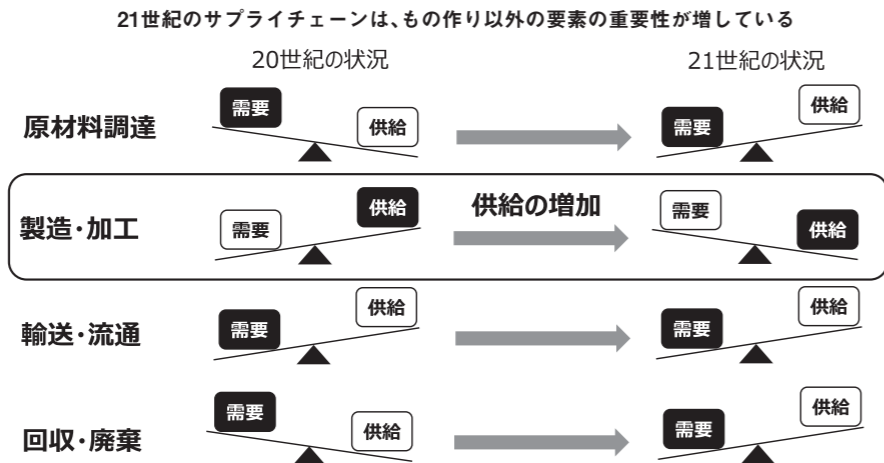 21世紀のサプライチェーンは、もの作り以外の要素の重要性が増している
20世紀の状況
21世紀の状況
原材料調達
需要
供給
需要
供給
製造・加工
需要
供給
供給の増加
需要
供給
輸送・流通
需要
供給
需要
供給
回収・廃棄
需要
供給
需要
供給